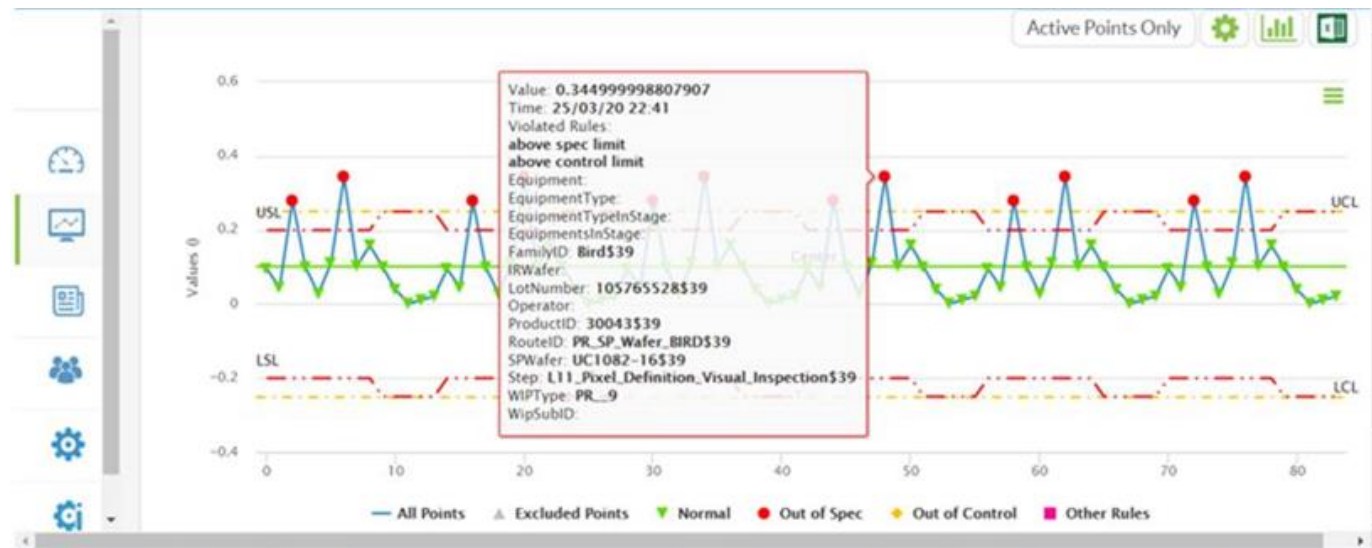 Active Points Only
0.6
0.4
0.2
0
-0.2
-0.4
Values ()
USL
UCL
LSL
LCL
Center
Value: 0.344999998807907
Time: 25/03/20 22:41
Violated Rules:
above spec limit
above control limit
Equipment:
EquipmentType:
EquipmentTypeInStage:
EquipmentsInStage:
FamilyID: Bird$39
IRWafer:
LotNumber: 105765528$39
Operator:
ProductID: 30043$39
RouteID: PR_SP_Wafer_BIRD$39
SPWafer: UC1082-16$39
Step: L11_Pixel_Definition_Visual_Inspection$39
WIPType: PR__9
WipSubID:
0 10 20 30 40 50 60 70 80
All Points Excluded Points Normal Out of Spec Out of Control Other Rules